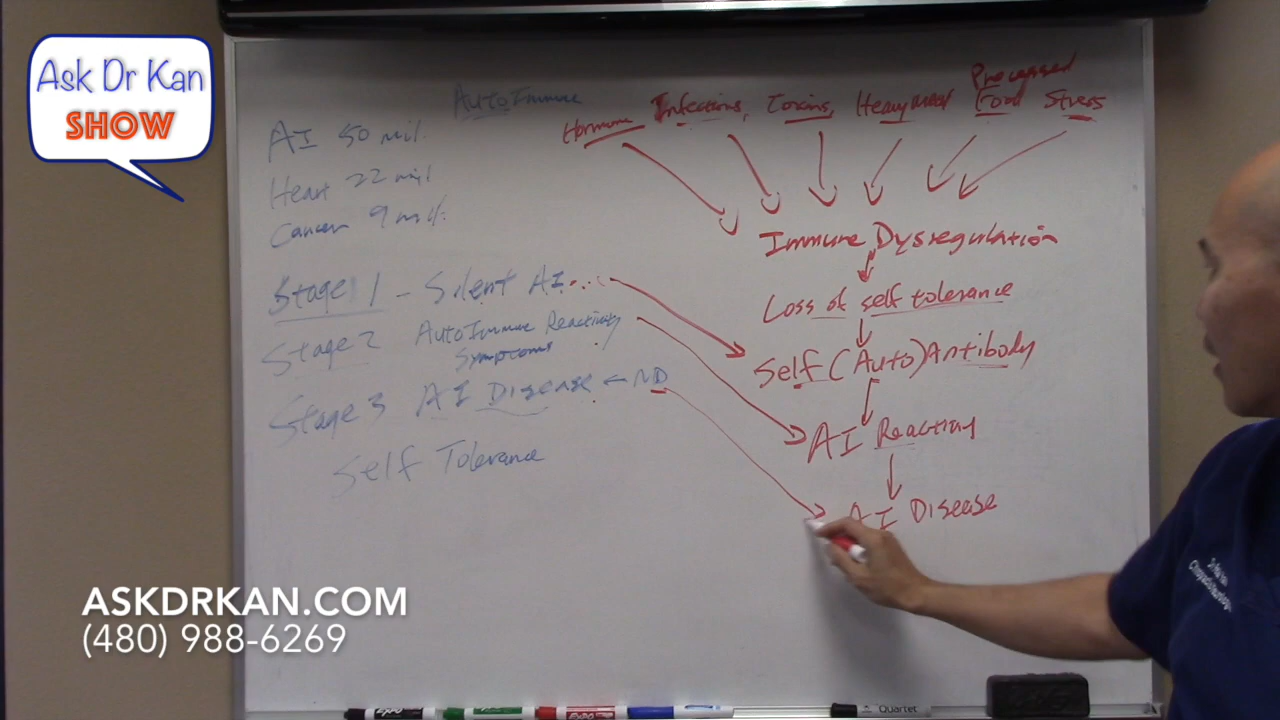 Ask Dr Kan
SHOW
AutoImmune
AI 50 mil.
Heart 22 mil
Cancer 9 mil.
Stage 1 - Silent AI...
Stage 2 AutoImmune Reactivity
Symptoms
Stage 3 AI Disease ← MD
Self Tolerance
Processed
Hormone Infections, Toxins, Heavy Metal Food Stress
Immune Dysregulation
Loss of self tolerance
Self (Auto) Antibody
AI Reactivity
AI Disease
ASKDRKAN.COM
(480) 988-6269
EXPO
Quartet